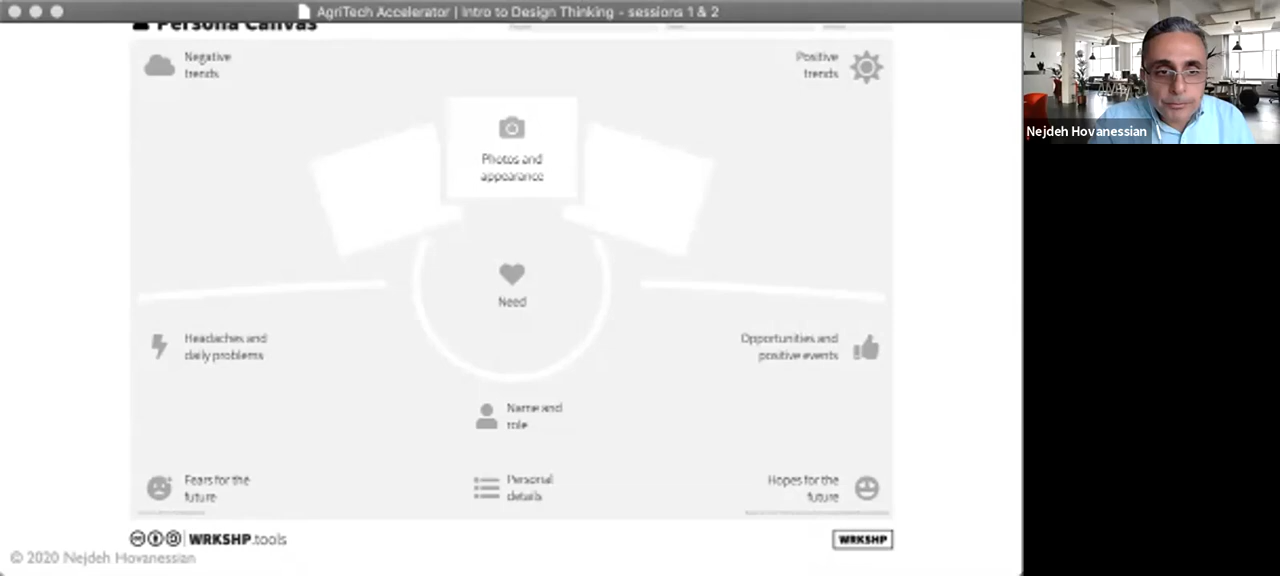 AgriTech Accelerator | Intro to Design Thinking - sessions 1 & 2
Persona Canvas
Negative
trends
Positive
trends
Photos and
appearance
Need
Headaches and
daily problems
Opportunities and
positive events
Name and
role
Fears for the
future
Personal
details
Hopes for the
future
WRKSHP.tools
WRKSHP
© 2020 Nejdeh Hovanessian
Nejdeh Hovanessian